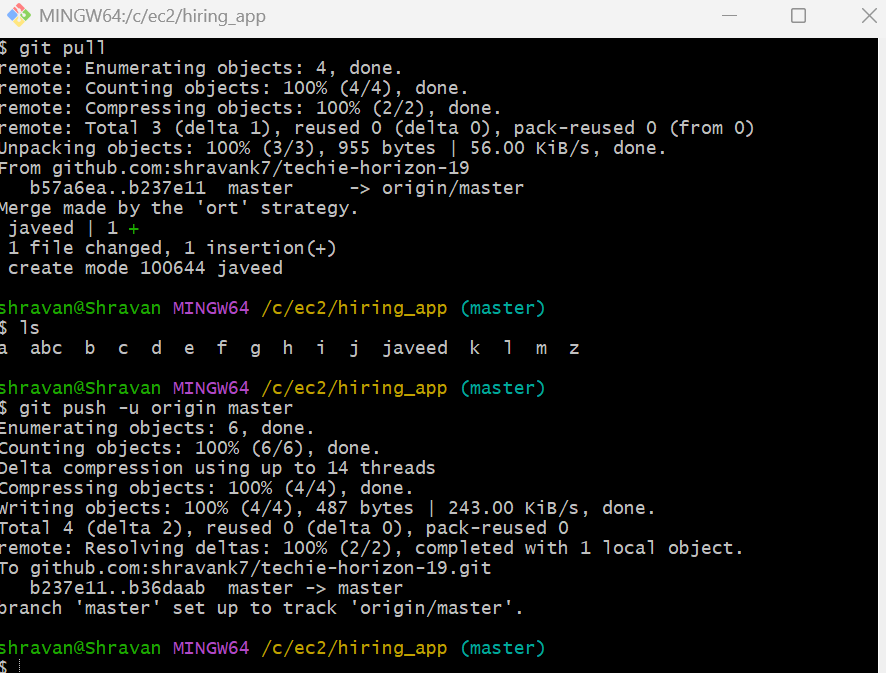 MINGW64:/c/ec2/hiring_app
$ git pull
remote: Enumerating objects: 4, done.
remote: Counting objects: 100% (4/4), done.
remote: Compressing objects: 100% (2/2), done.
remote: Total 3 (delta 1), reused 0 (delta 0), pack-reused 0 (from 0)
Unpacking objects: 100% (3/3), 955 bytes | 56.00 KiB/s, done.
From github.com:shravank7/techie-horizon-19
b57a6ea..b237e11  master     -> origin/master
Merge made by the 'ort' strategy.
javeed | 1 +
1 file changed, 1 insertion(+)
create mode 100644 javeed
shravan@Shravan MINGW64 /c/ec2/hiring_app (master)
$ ls
a  abc  b  c  d  e  f  g  h  i  j  javeed  k  l  m  z
shravan@Shravan MINGW64 /c/ec2/hiring_app (master)
$ git push -u origin master
Enumerating objects: 6, done.
Counting objects: 100% (6/6), done.
Delta compression using up to 14 threads
Compressing objects: 100% (4/4), done.
Writing objects: 100% (4/4), 487 bytes | 243.00 KiB/s, done.
Total 4 (delta 2), reused 0 (delta 0), pack-reused 0
remote: Resolving deltas: 100% (2/2), completed with 1 local object.
To github.com:shravank7/techie-horizon-19.git
b237e11..b36daab  master -> master
branch 'master' set up to track 'origin/master'.
shravan@Shravan MINGW64 /c/ec2/hiring_app (master)
$